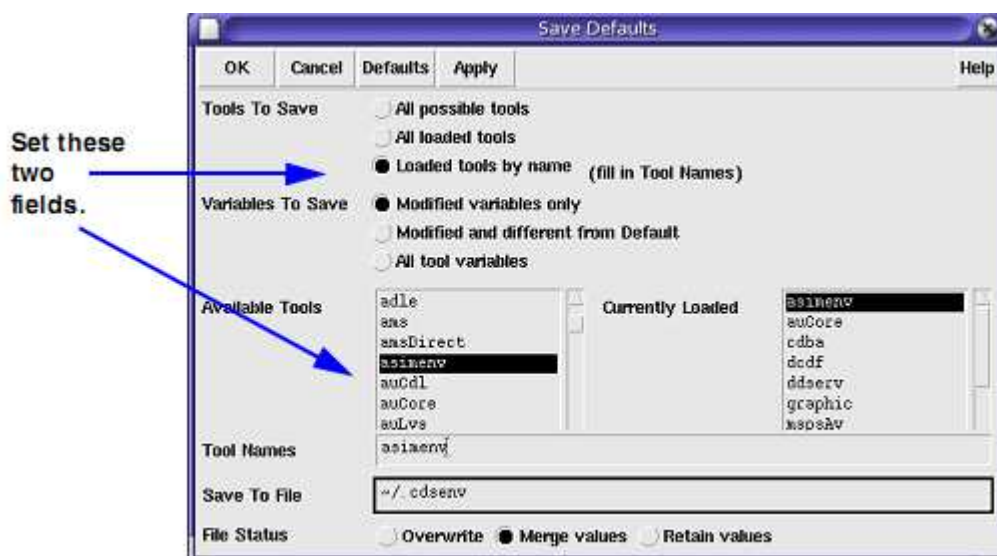 Save Defaults
OK Cancel Defaults Apply Help
Tools To Save All possible tools
All loaded tools
Loaded tools by name (fill in Tool Names)
Set these
two
fields.
Variables To Save Modified variables only
Modified and different from Default
All tool variables
Available Tools
adle
ams
amsDirect
asimenv
auCdl
auCore
auLvs
Currently Loaded
asimenv
auCore
cdba
dcdf
ddserv
graphic
mspsAv
Tool Names asimenv
Save To File ~/.cdsenv
File Status Overwrite Merge values Retain values